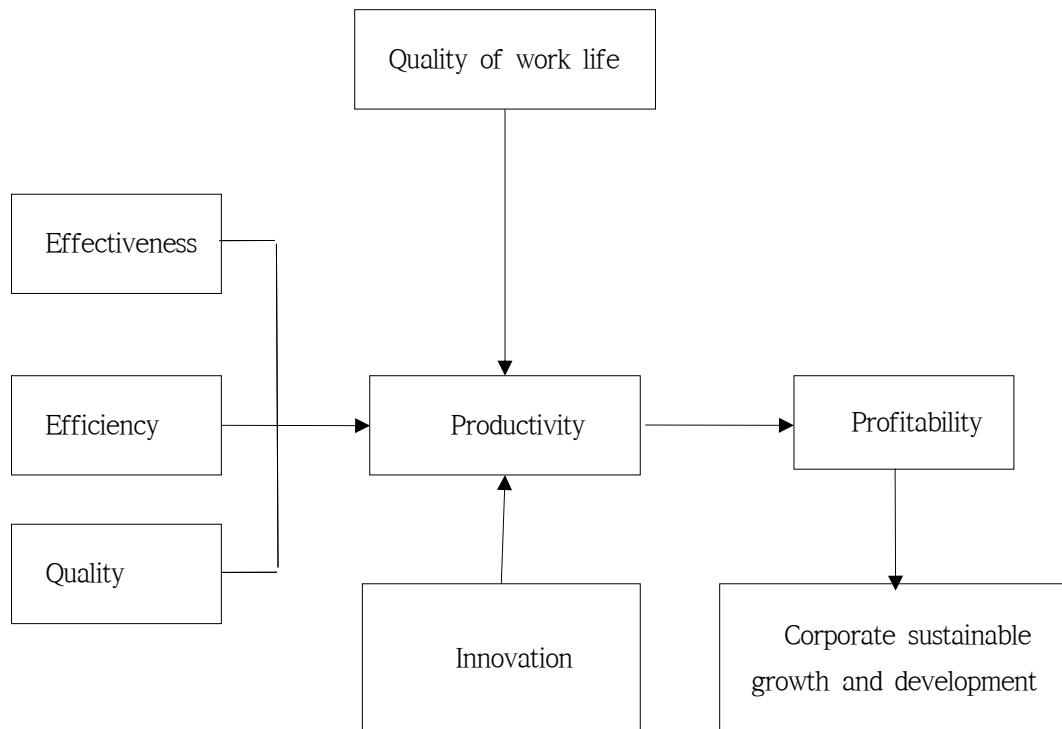 Quality of work life
Effectiveness
Efficiency
Productivity
Profitability
Quality
Innovation
Corporate sustainable
growth and development